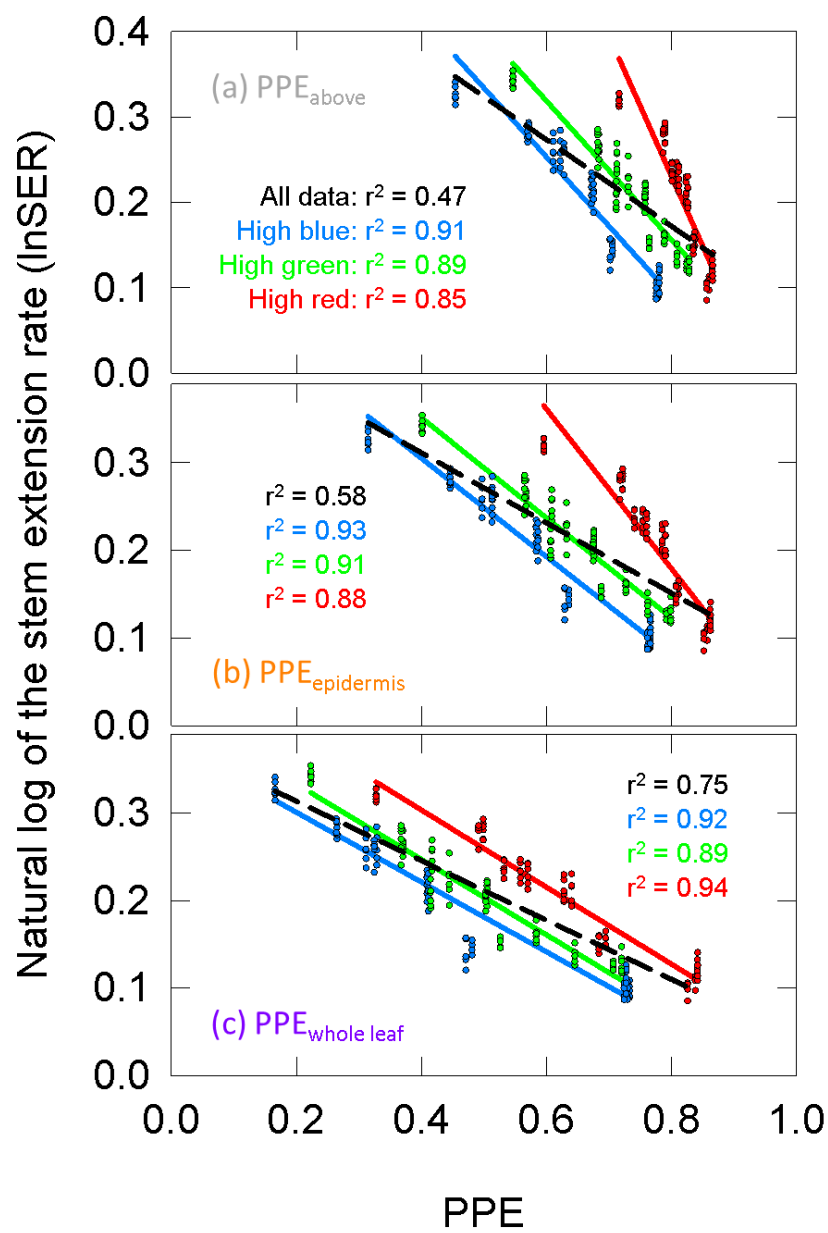 Natural log of the stem extension rate (lnSER)
0.4
(a) PPEabove
0.3
All data: r² = 0.47
0.2
High blue: r² = 0.91
High green: r² = 0.89
0.1
High red: r² = 0.85
0.0
0.3
r² = 0.58
r² = 0.93
0.2
r² = 0.91
r² = 0.88
0.1
(b) PPEepidermis
0.0
r² = 0.75
0.3
r² = 0.92
r² = 0.89
r² = 0.94
0.2
0.1
(c) PPEwhole leaf
0.0
0.0 0.2 0.4 0.6 0.8 1.0
PPE